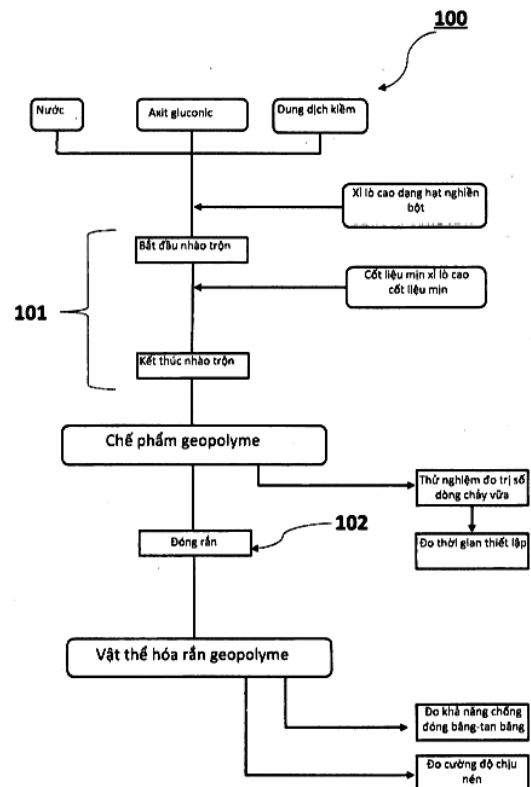 100
Nước
Axit gluconic
Dung dịch kiềm
Xỉ lò cao dạng hạt nghiền
bột
Bắt đầu nhào trộn
Cốt liệu mịn xỉ lò cao
cốt liệu mịn
101
Kết thúc nhào trộn
Chế phẩm geopolyme
Thử nghiệm đo trị số
dòng chảy vữa
102
Đóng rắn
Đo thời gian thiết lập
Vật thể hóa rắn geopolyme
Đo khả năng chống
đóng băng-tan băng
Đo cường độ chịu
nén